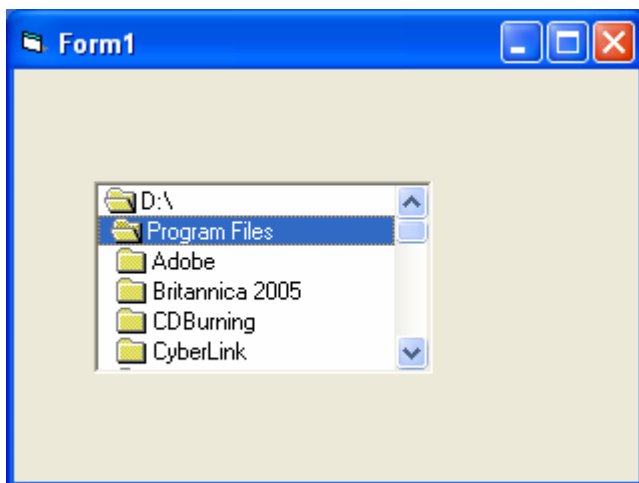 Form1
D:\
Program Files
Adobe
Britannica 2005
CDBurning
CyberLink